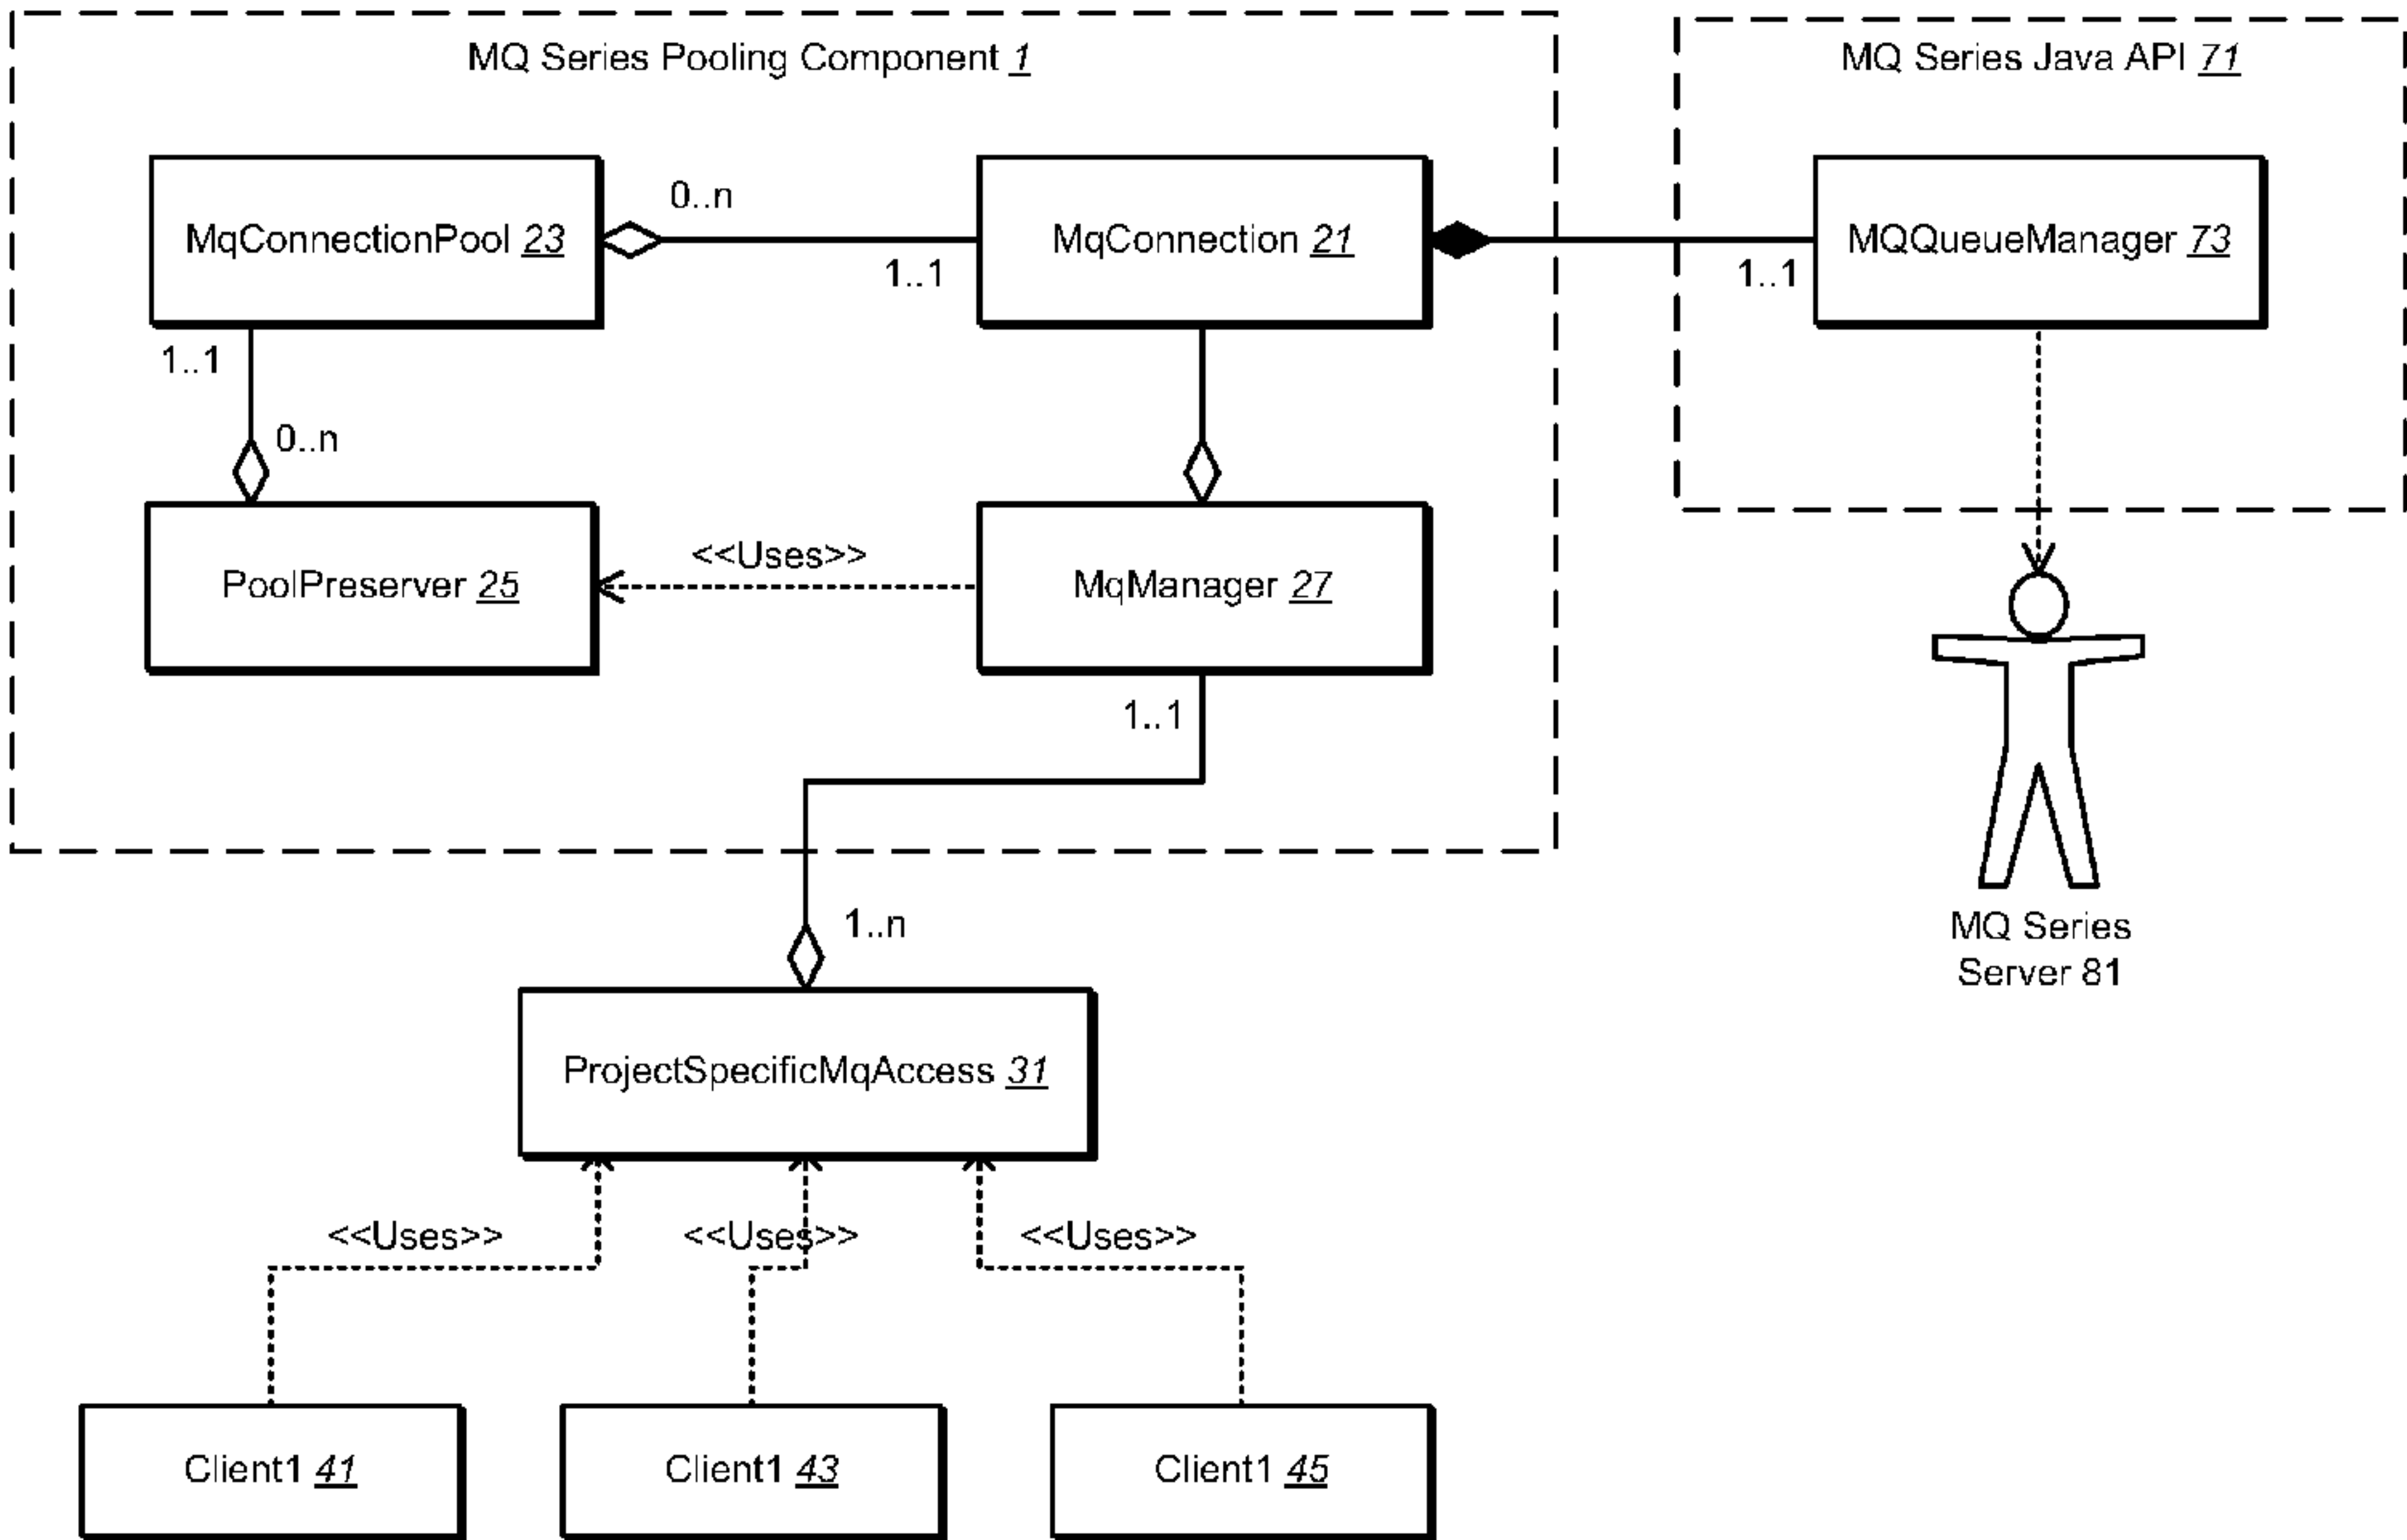 MQ Series Pooling Component 1
MQ Series Java API 71
MqConnectionPool 23
0..n
1..1
MqConnection 21
1..1
MQQueueManager 73
1..1
0..n
PoolPreserver 25
<<Uses>>
MqManager 27
1..1
1..n
MQ Series
Server 81
ProjectSpecificMqAccess 31
<<Uses>>
<<Uses>>
<<Uses>>
Client1 41
Client1 43
Client1 45